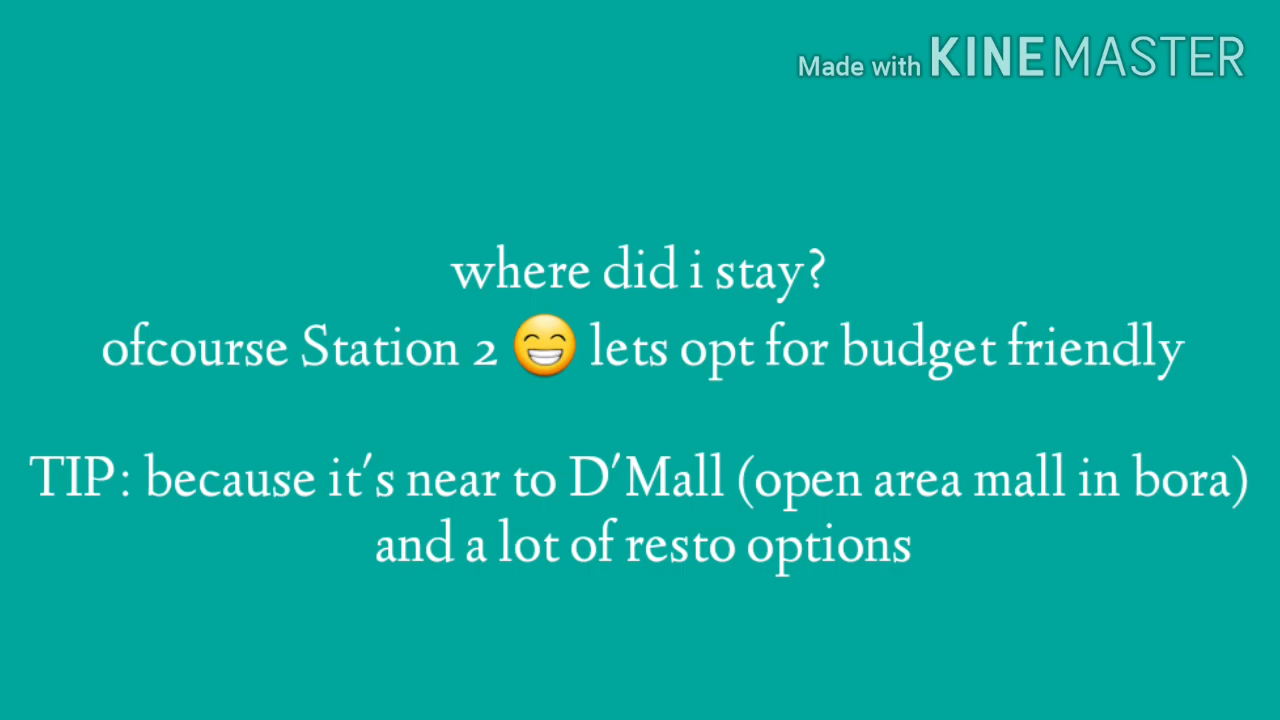 Made with KINEMASTER
where did i stay?
ofcourse Station 2 😁 lets opt for budget friendly
TIP: because it's near to D'Mall (open area mall in bora)
and a lot of resto options